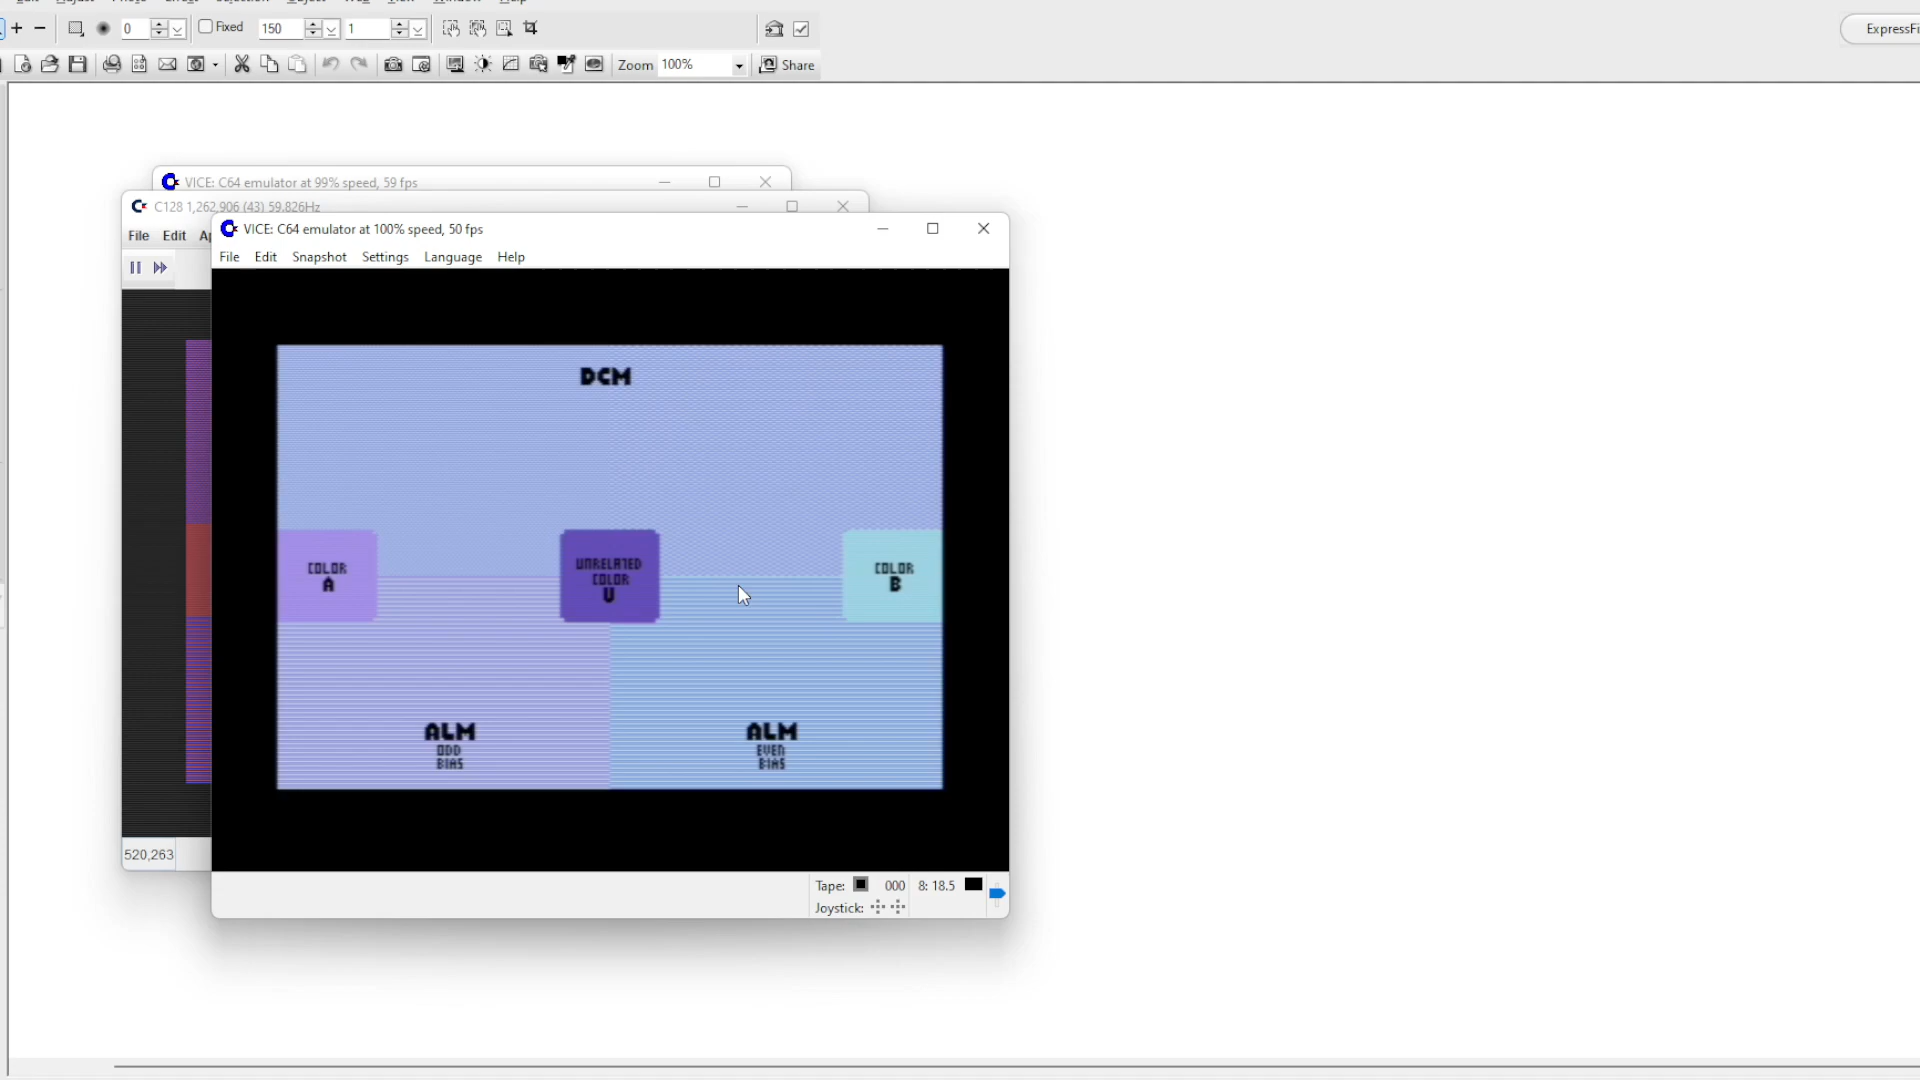 Fixed
0
150
1
ExpressFi
Zoom 100%
Share
VICE: C64 emulator at 99% speed, 59 fps
C128 1,262,906 (43) 59.826Hz
File Edit Ap
VICE: C64 emulator at 100% speed, 50 fps
File Edit Snapshot Settings Language Help
DCM
COLOR
A
UNRELATED
COLOR
U
COLOR
B
ALM
ODD
BIAS
ALM
EVEN
BIAS
520,263
Tape: 000 8: 18.5
Joystick: